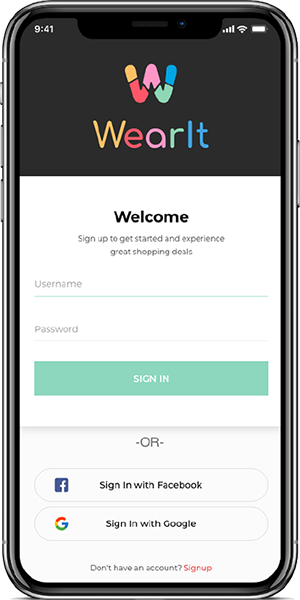 9:41
WearIt
Welcome
Sign up to get started and experience
great shopping deals
Username
Password
SIGN IN
-OR-
Sign In with Facebook
Sign In with Google
Don't have an account? Signup